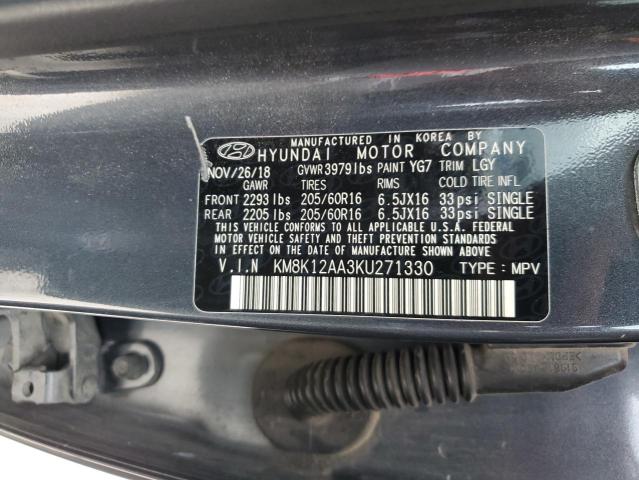 MANUFACTURED IN KOREA BY
HYUNDAI MOTOR COMPANY
NOV/26/18 GVWR 3979lbs PAINT YG7 TRIM LGY
GAWR TIRES RIMS COLD TIRE INFL
FRONT 2293lbs 205/60R16 6.5JX16 33psi SINGLE
REAR 2205lbs 205/60R16 6.5JX16 33psi SINGLE
THIS VEHICLE CONFORMS TO ALL APPLICABLE U.S.A. FEDERAL
MOTOR VEHICLE SAFETY BUMPER, AND THEFT PREVENTION STANDARDS
IN EFFECT ON THE DATE OF MANUFACTURE SHOWN ABOVE
V.I.N KM8K12AA3KU271330 TYPE : MPV